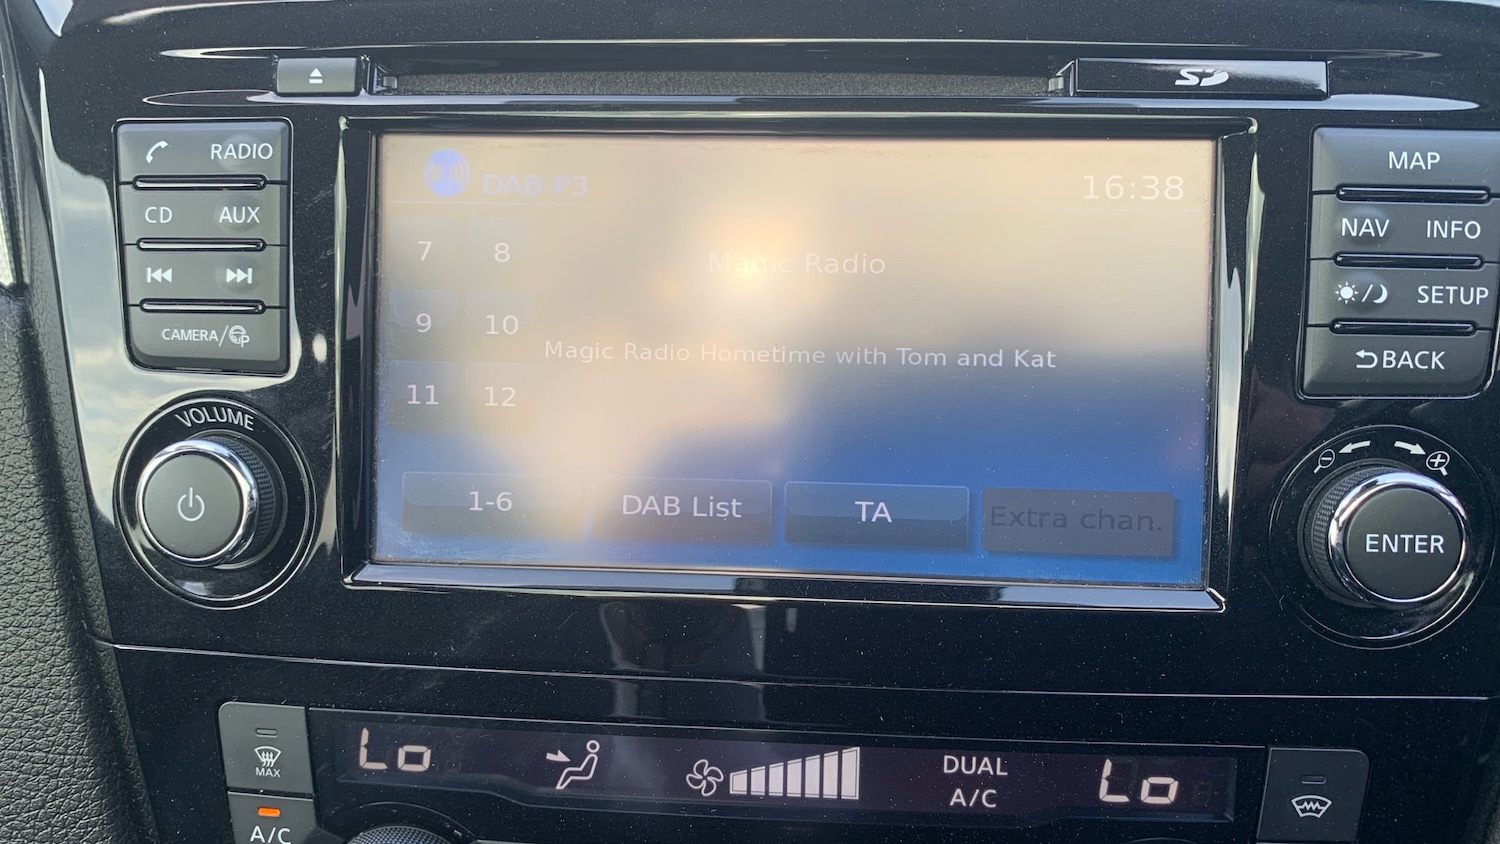 SD
RADIO
CD AUX
CAMERA/
VOLUME
DAB-P3 16:38
7 8
Magic Radio
9 10
Magic Radio Hometime with Tom and Kat
11 12
1-6 DAB List TA Extra chan.
MAP
NAV INFO
SETUP
BACK
ENTER
MAX
Lo DUAL Lo
A/C
A/C